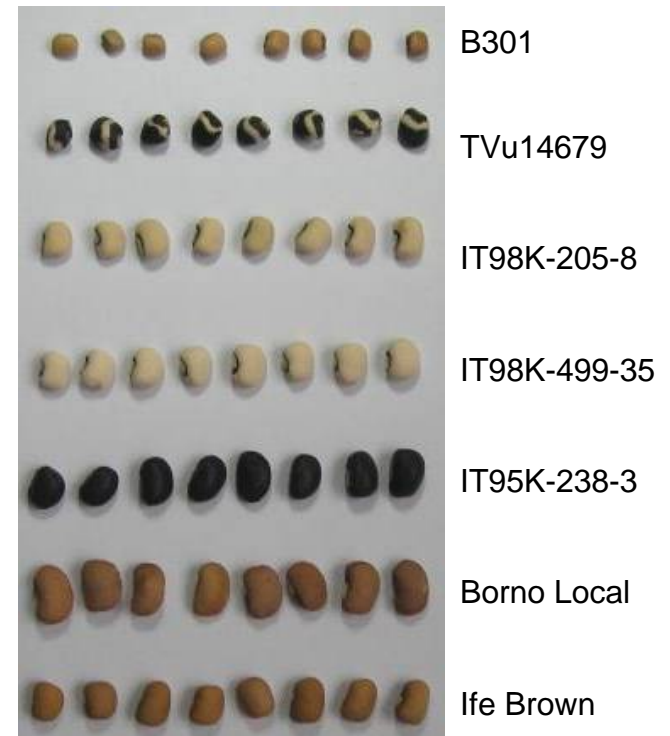 B301
TVu14679
IT98K-205-8
IT98K-499-35
IT95K-238-3
Borno Local
Ife Brown